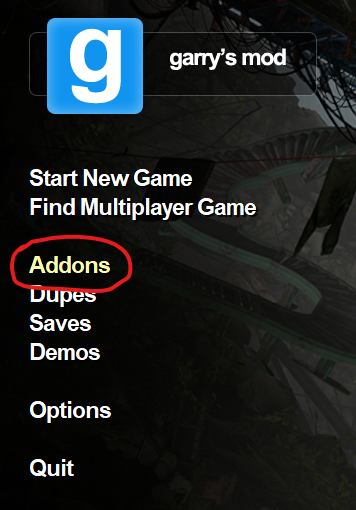 g
garry's mod
Start New Game
Find Multiplayer Game
Addons
Dupes
Saves
Demos
Options
Quit